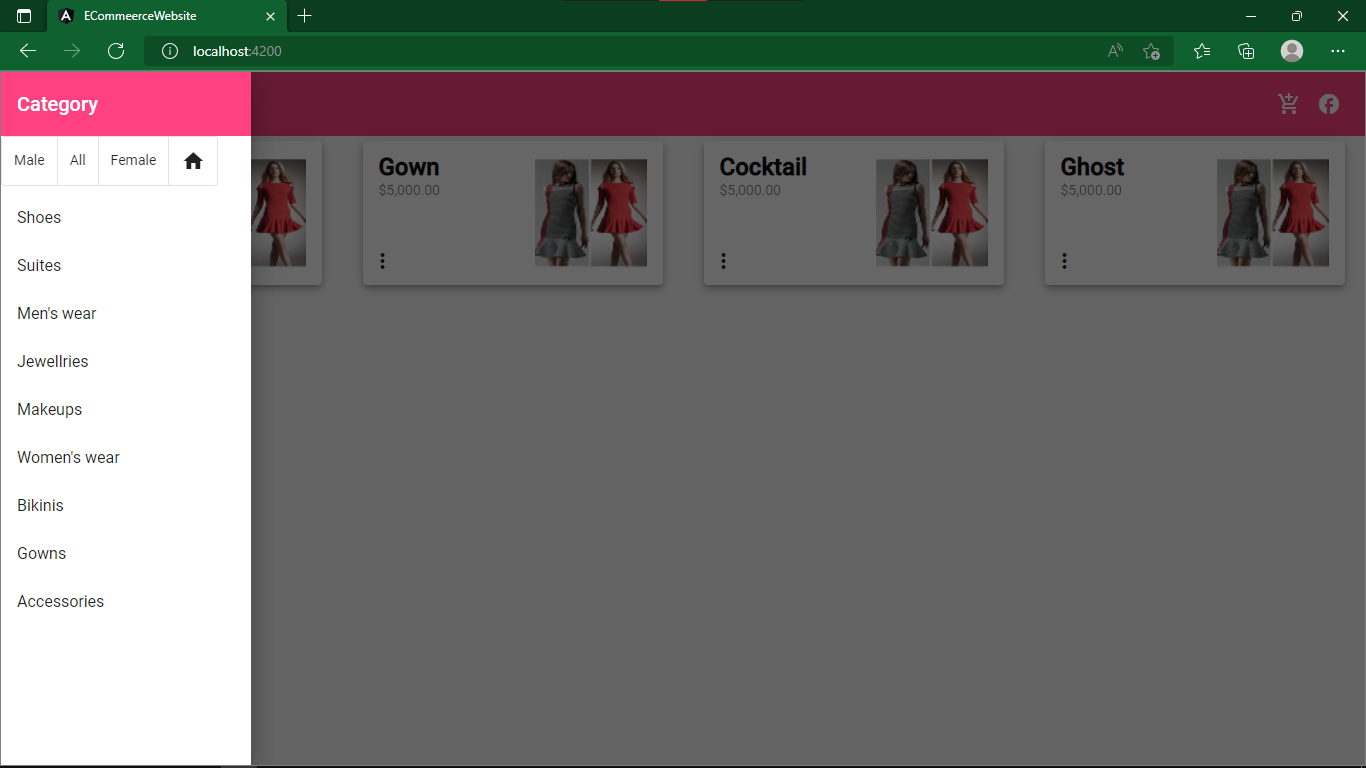 ECommeerceWebsite
localhost:4200
Category
Male All Female
Shoes
Suites
Men's wear
Jewellries
Makeups
Women's wear
Bikinis
Gowns
Accessories
Gown
$5,000.00
Cocktail
$5,000.00
Ghost
$5,000.00